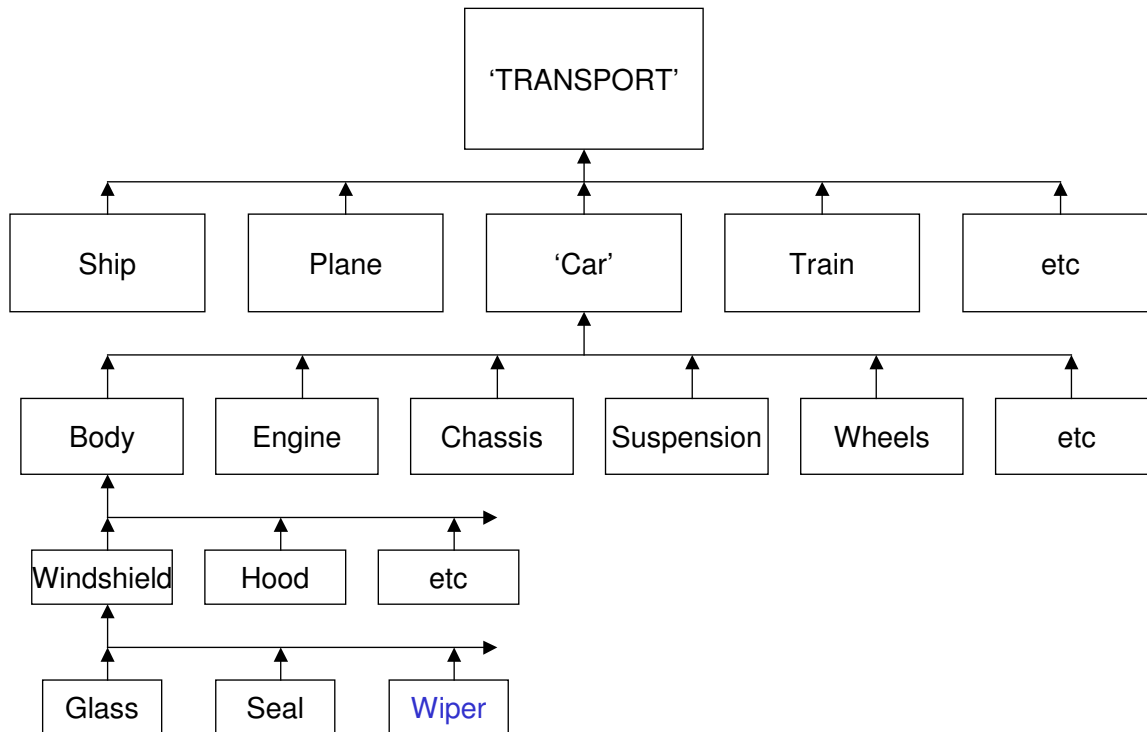 ‘TRANSPORT’
Ship
Plane
‘Car’
Train
etc
Body
Engine
Chassis
Suspension
Wheels
etc
Windshield
Hood
etc
Glass
Seal
Wiper